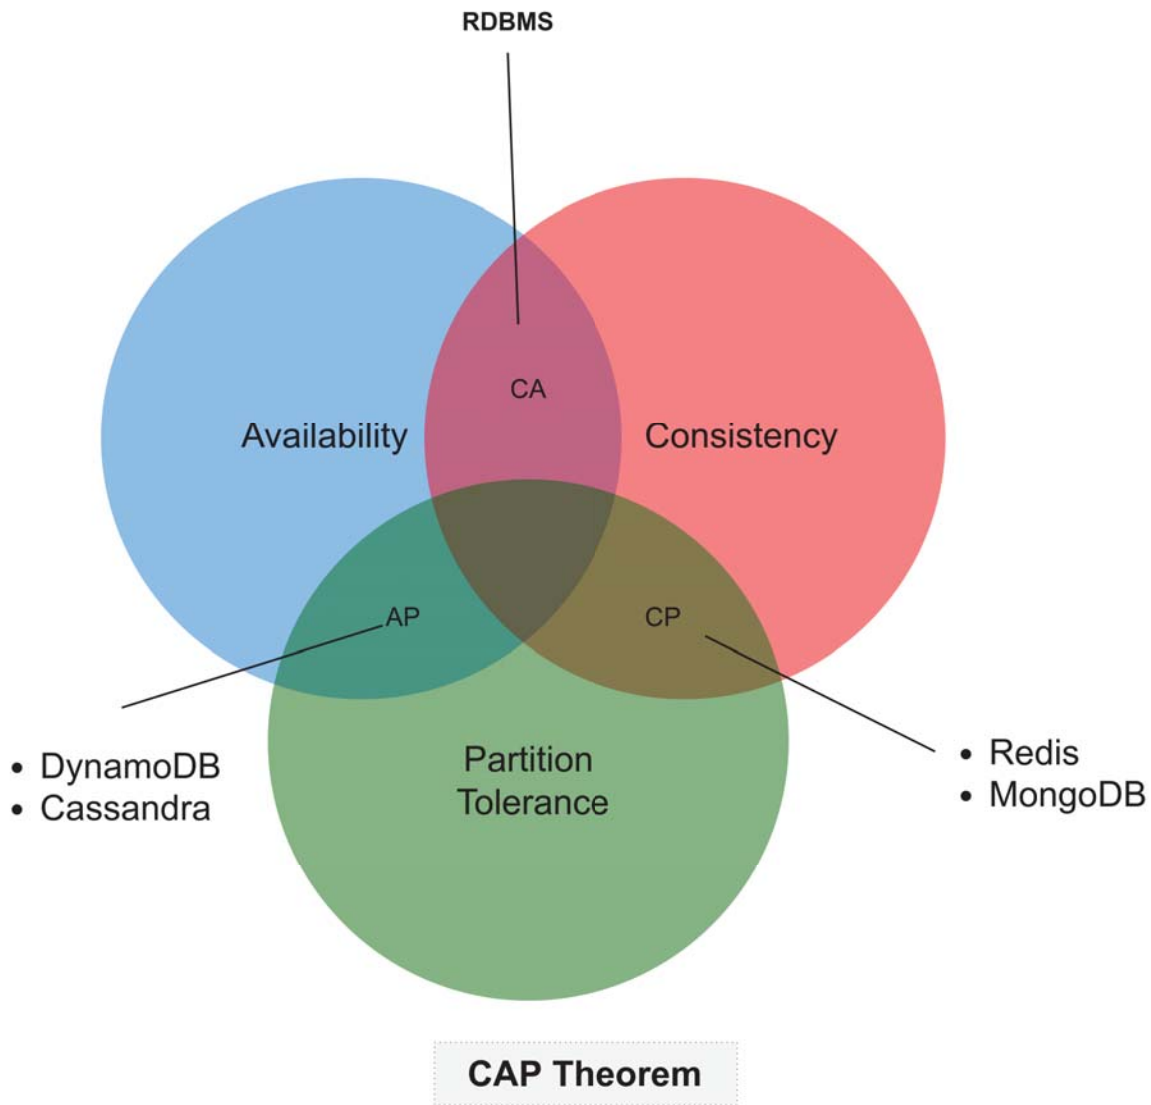 RDBMS
CA
Availability
Consistency
AP
CP
Partition
Tolerance
• DynamoDB
• Cassandra
• Redis
• MongoDB
CAP Theorem